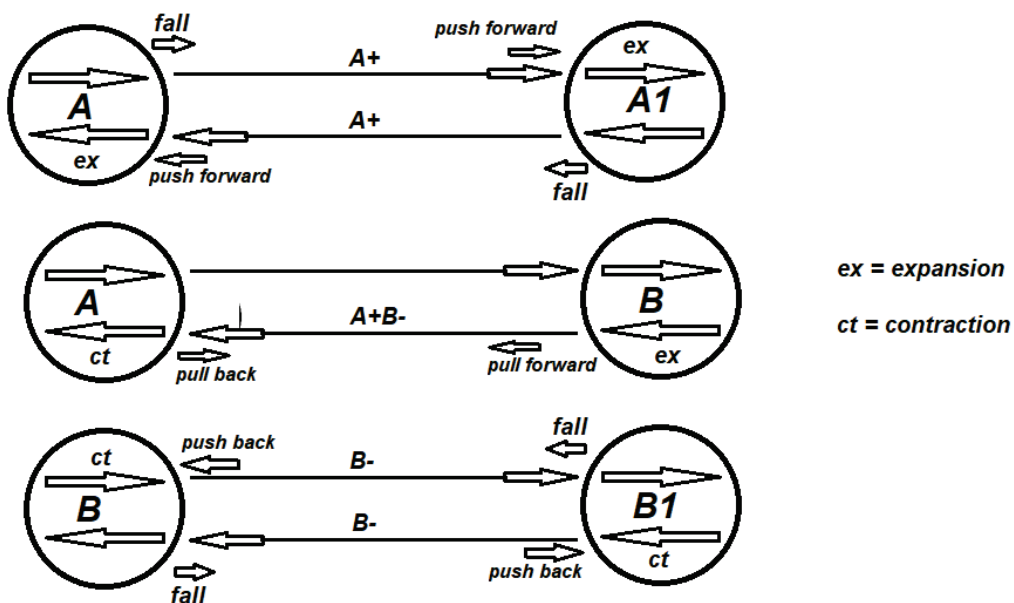 fall
push forward
ex
A+
A
A1
A+
ex
push forward
fall
A
B
ex = expansion
A+B-
ct = contraction
ct
ex
pull back
pull forward
fall
ct
push back
B-
B
B1
B-
push back
ct
fall